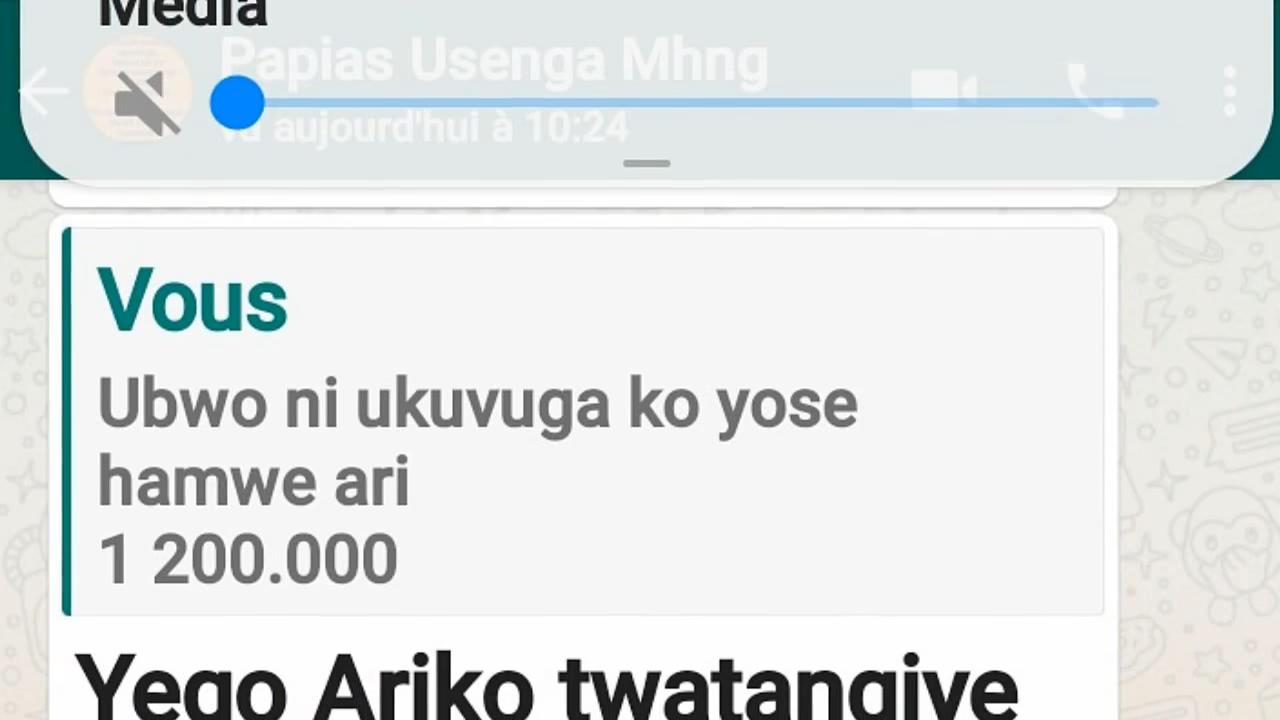 Media
Papias Usenga Mhng
Vu aujourd'hui à 10:24
Vous
Ubwo ni ukuvuga ko yose
hamwe ari
1 200.000
Yego Ariko twatangiye